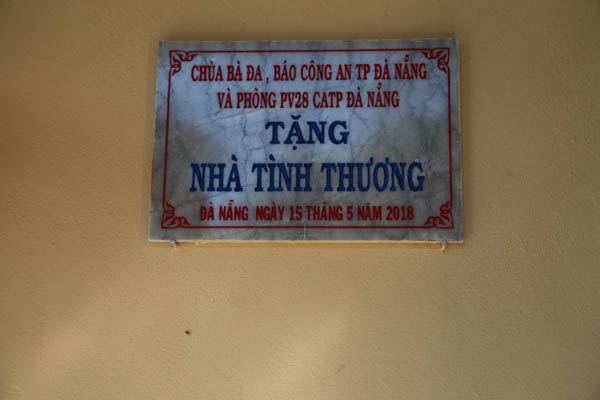 CHÙA BÀ ĐA , BÁO CÔNG AN TP ĐÀ NẴNG
VÀ PHÒNG PV28 CATP ĐÀ NẴNG
TẶNG
NHÀ TÌNH THƯƠNG
ĐÀ NẴNG NGÀY 15 THÁNG 5 NĂM 2018